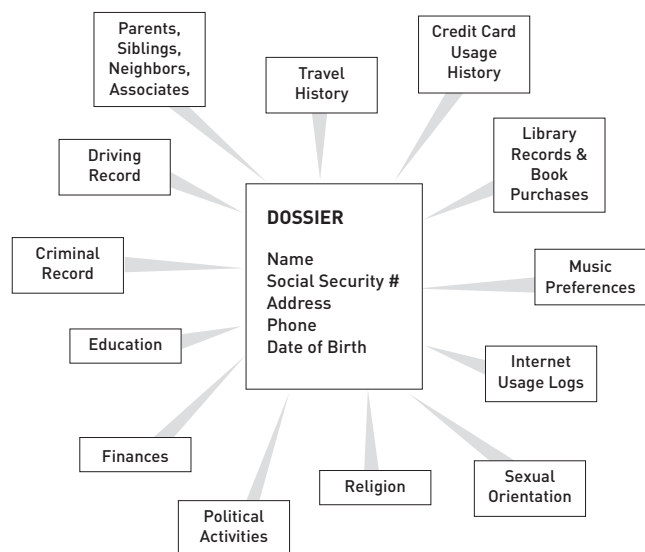 Parents,
Siblings,
Neighbors,
Associates
Travel
History
Credit Card
Usage
History
Driving
Record
Library
Records &
Book
Purchases
DOSSIER
Name
Social Security #
Address
Phone
Date of Birth
Criminal
Record
Music
Preferences
Education
Internet
Usage Logs
Finances
Political
Activities
Religion
Sexual
Orientation